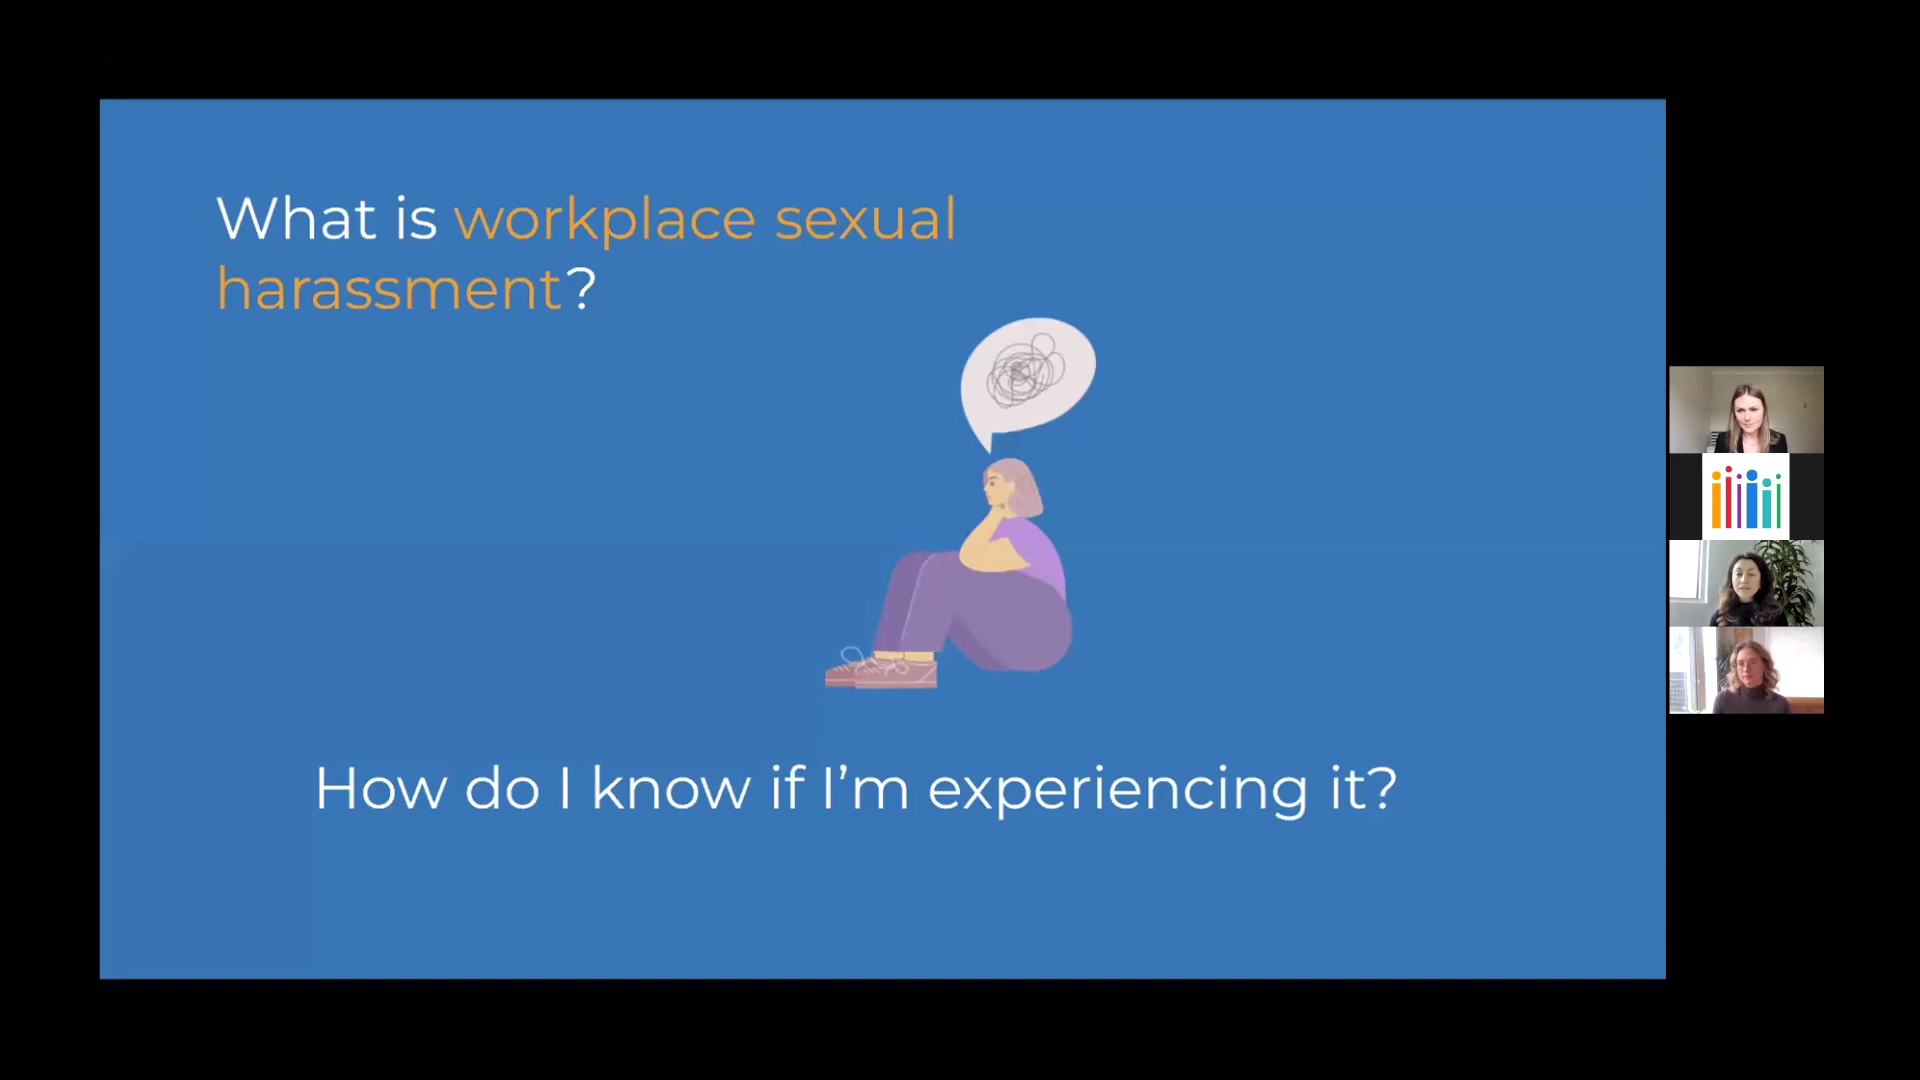 What is workplace sexual
harassment?
How do I know if I’m experiencing it?